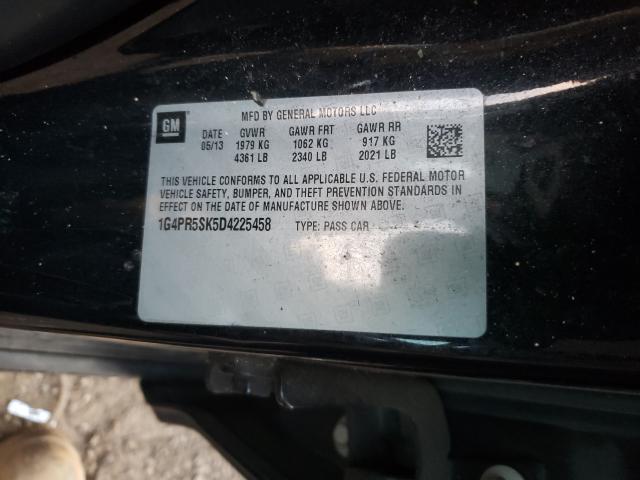 MFD BY GENERAL MOTORS LLC
GM
DATE GVWR GAWR FRT GAWR RR
05/13 1979 KG 1062 KG 917 KG
4361 LB 2340 LB 2021 LB
THIS VEHICLE CONFORMS TO ALL APPLICABLE U.S. FEDERAL MOTOR
VEHICLE SAFETY, BUMPER, AND THEFT PREVENTION STANDARDS IN
EFFECT ON THE DATE OF MANUFACTURE SHOWN ABOVE.
1G4PR5SK5D4225458 TYPE: PASS CAR